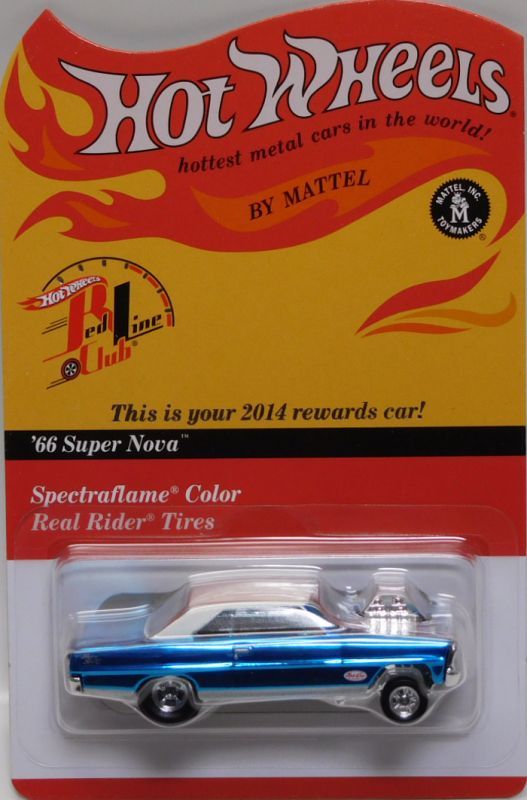 HOT WHEELS®
hottest metal cars in the world!
BY MATTEL
MATTEL, INC.
M
TOYMAKERS
®
HOT WHEELS
Red Line
Club®
This is your 2014 rewards car!
'66 Super Nova™
Spectraflame® Color
Real Rider® Tires